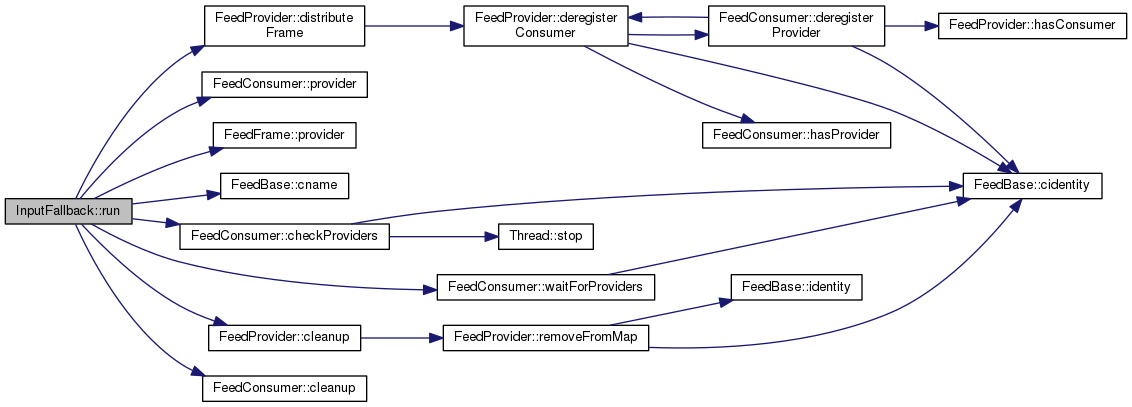 FeedProvider::distribute
Frame
FeedProvider::deregister
Consumer
FeedConsumer::deregister
Provider
FeedProvider::hasConsumer
FeedConsumer::provider
FeedFrame::provider
FeedConsumer::hasProvider
FeedBase::cname
FeedBase::cidentity
InputFallback::run
FeedConsumer::checkProviders
Thread::stop
FeedConsumer::waitForProviders
FeedBase::identity
FeedProvider::cleanup
FeedProvider::removeFromMap
FeedConsumer::cleanup